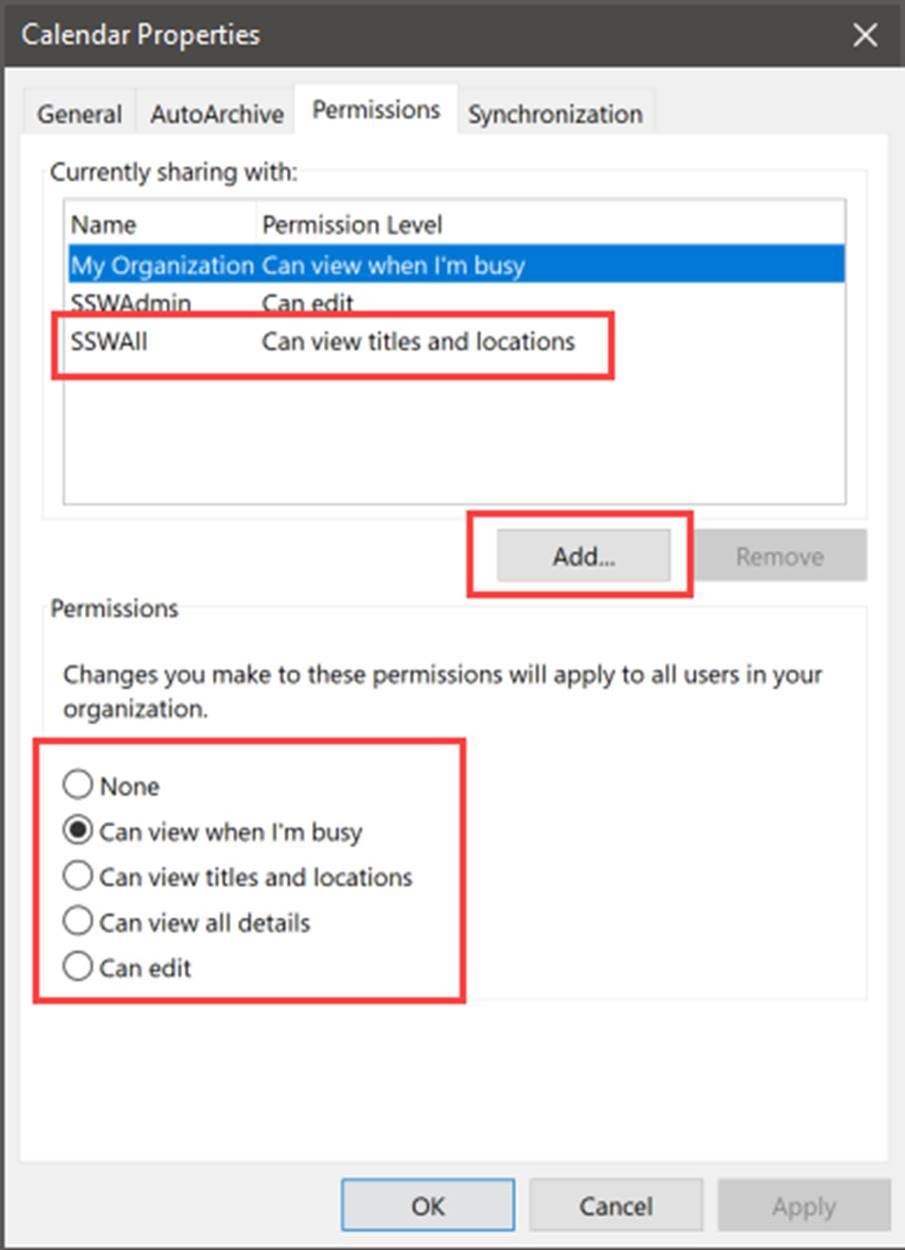 Calendar Properties
General AutoArchive Permissions Synchronization
Currently sharing with:
Name Permission Level
My Organization Can view when I'm busy
SSWAdmin Can edit
SSWAll Can view titles and locations
Add... Remove
Permissions
Changes you make to these permissions will apply to all users in your
organization.
None
Can view when I'm busy
Can view titles and locations
Can view all details
Can edit
OK Cancel Apply